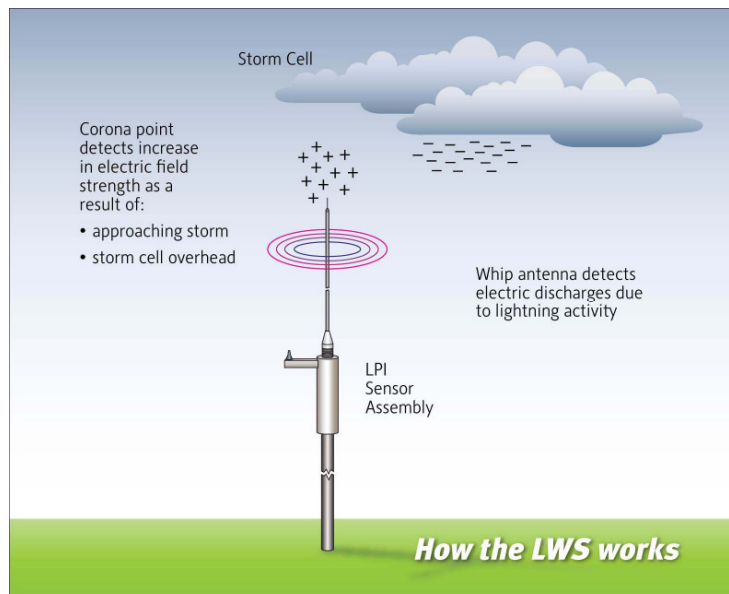 Storm Cell
Corona point
detects increase
in electric field
strength as a
result of:
• approaching storm
• storm cell overhead
Whip antenna detects
electric discharges due
to lightning activity
LPI
Sensor
Assembly
How the LWS works